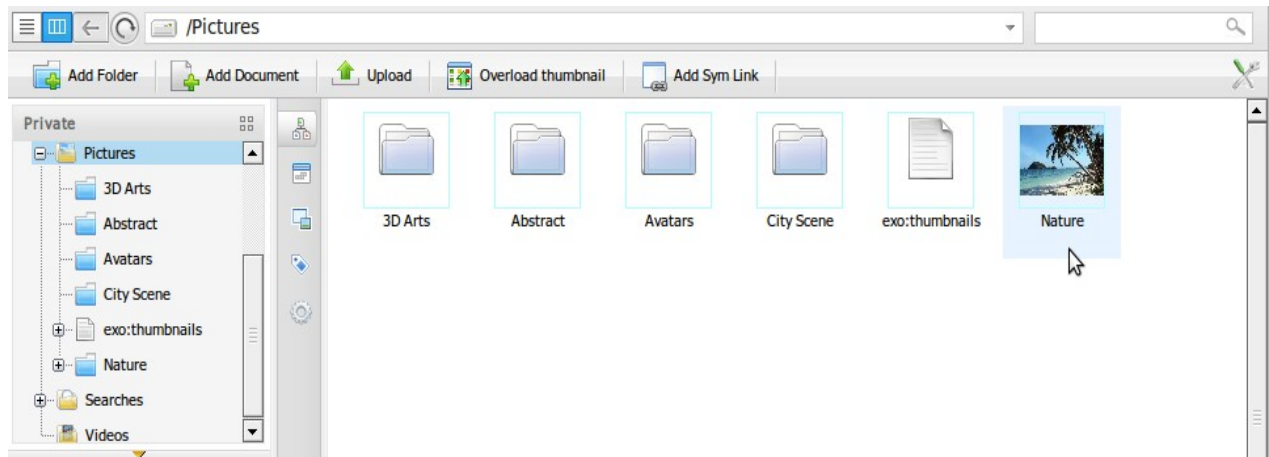 /Pictures
Add Folder
Add Document
Upload
Overload thumbnail
Add Sym Link
Private
Pictures
3D Arts
Abstract
Avatars
City Scene
exo:thumbnails
Nature
Searches
Videos
3D Arts
Abstract
Avatars
City Scene
exo:thumbnails
Nature